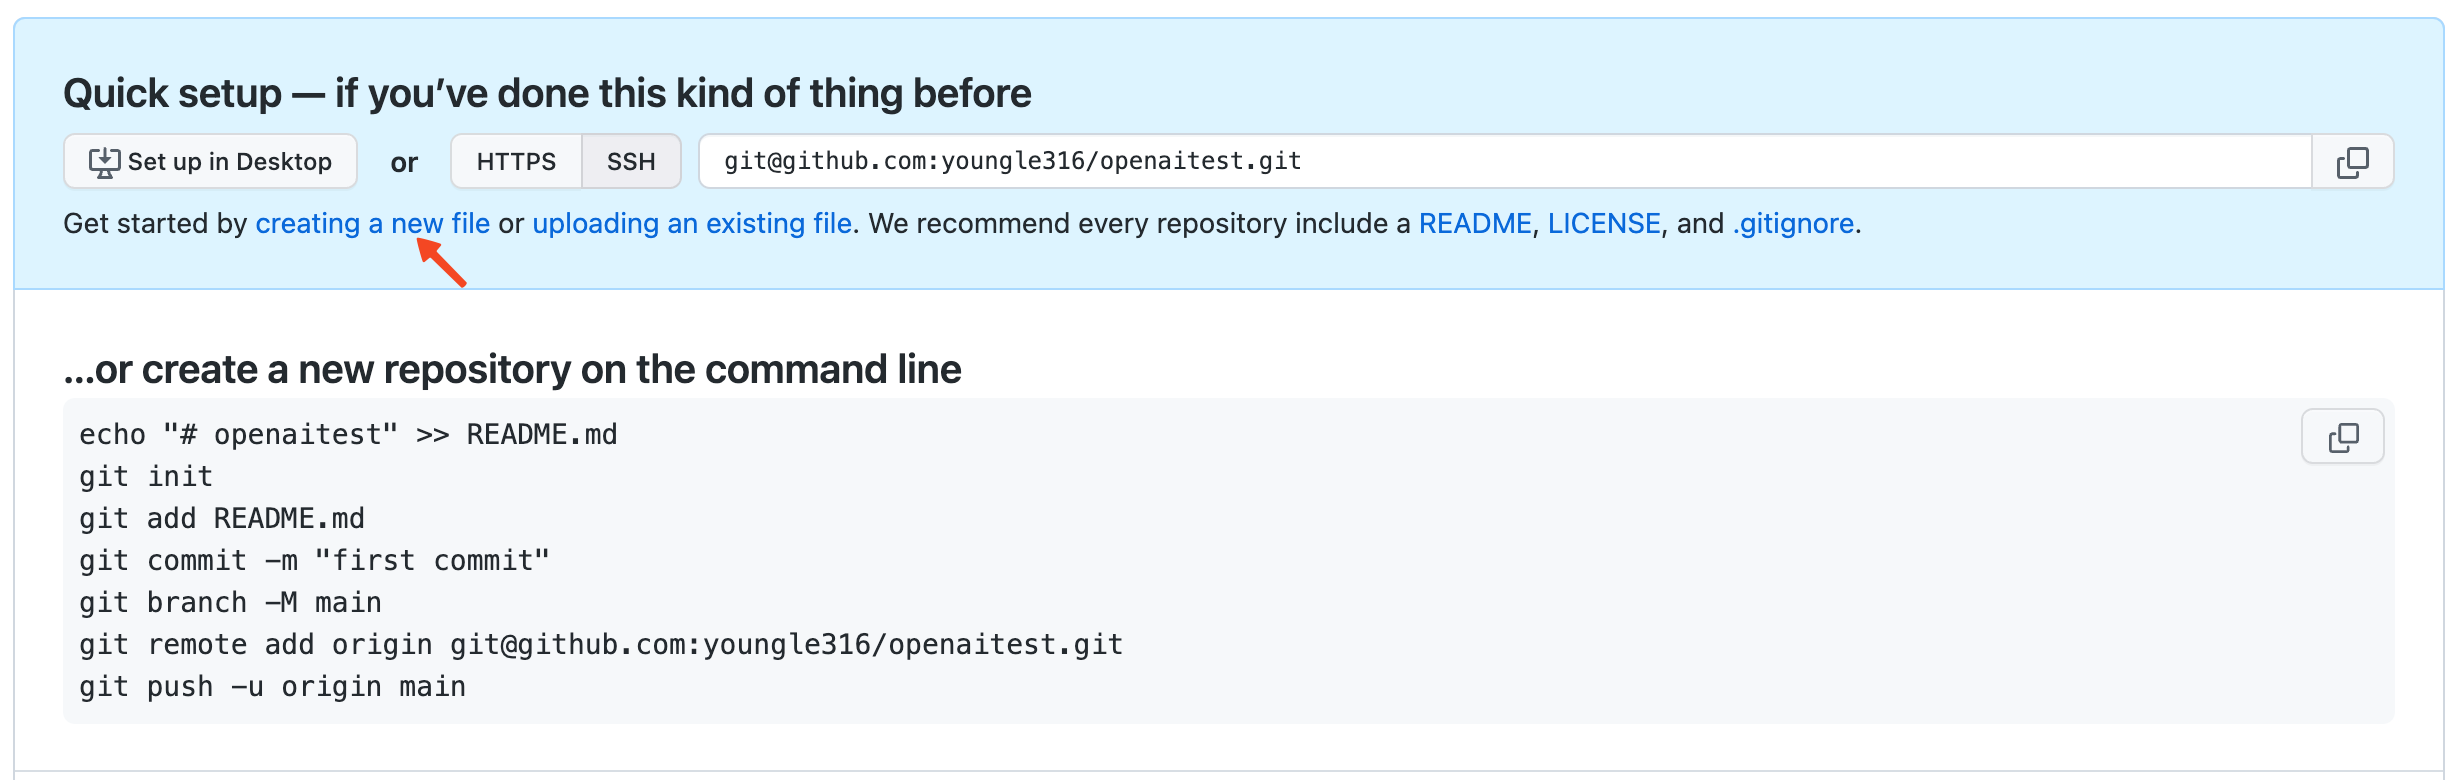 Quick setup — if you’ve done this kind of thing before
Set up in Desktop or HTTPS SSH git@github.com:youngle316/openaitest.git
Get started by creating a new file or uploading an existing file. We recommend every repository include a README, LICENSE, and .gitignore.
…or create a new repository on the command line
echo "# openaitest" >> README.md
git init
git add README.md
git commit -m "first commit"
git branch -M main
git remote add origin git@github.com:youngle316/openaitest.git
git push -u origin main